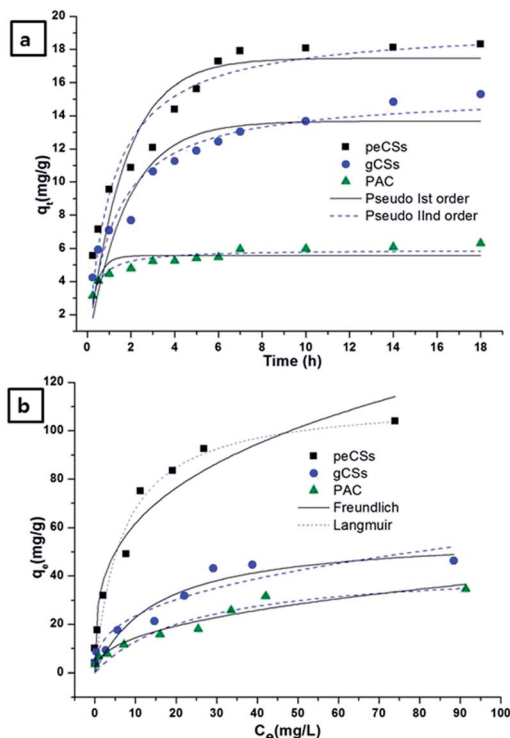 a
20
18
16
14
12
10
8
6
4
2
qt(mg/g)
peCSs
gCSs
PAC
Pseudo Ist order
Pseudo IInd order
0 2 4 6 8 10 12 14 16 18
Time (h)
b
120
100
80
60
40
20
0
qe(mg/g)
peCSs
gCSs
PAC
Freundlich
Langmuir
0 10 20 30 40 50 60 70 80 90 100
Ce(mg/L)